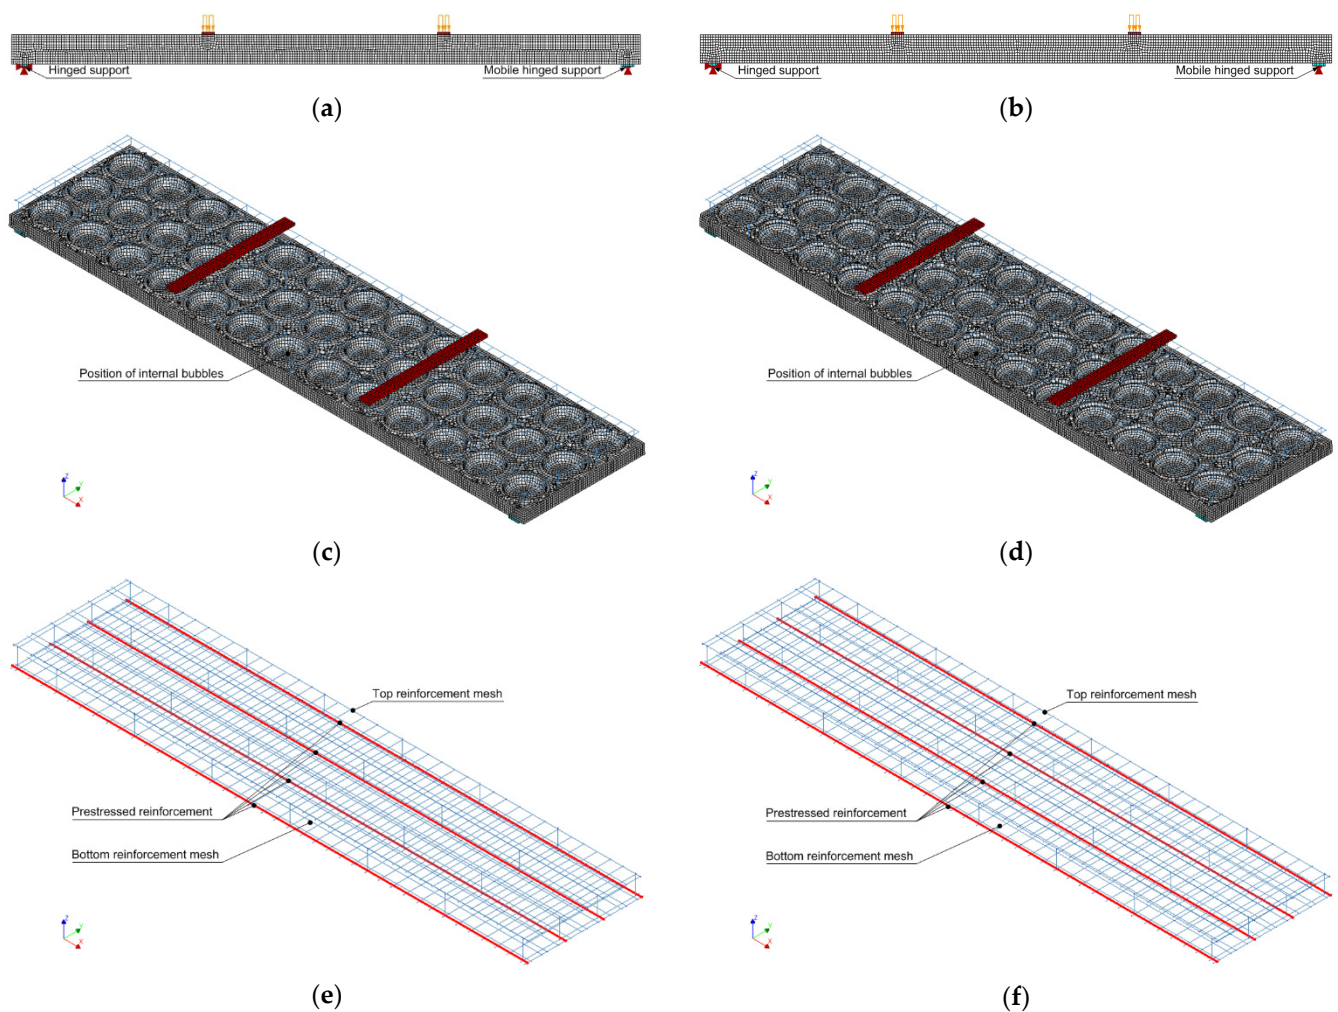 Hinged support
Mobile hinged support
Hinged support
Mobile hinged support
(a)
(b)
Position of internal bubbles
Position of internal bubbles
Z
Y
X
Z
Y
X
(c)
(d)
Top reinforcement mesh
Top reinforcement mesh
Prestressed reinforcement
Prestressed reinforcement
Bottom reinforcement mesh
Bottom reinforcement mesh
Z
Y
X
Z
Y
X
(e)
(f)